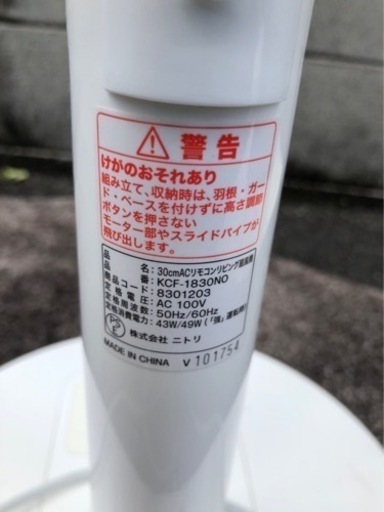 警告
けがのおそれあり
組み立て、収納時は、羽根・ガー
ド・ベースを付けずに高さ調節
ボタンを押さない
モーター部やスライドパイプが
飛び出します。
品名：30cmACリモコンリビング扇風機
品番：KCF-1830NO
品：8301203
定格電圧：AC 100V
定格周波数：50Hz/60Hz
定格消費電力：43W/49W（「強」運転時）
株式会社 ニトリ
MADE IN CHINA V101754